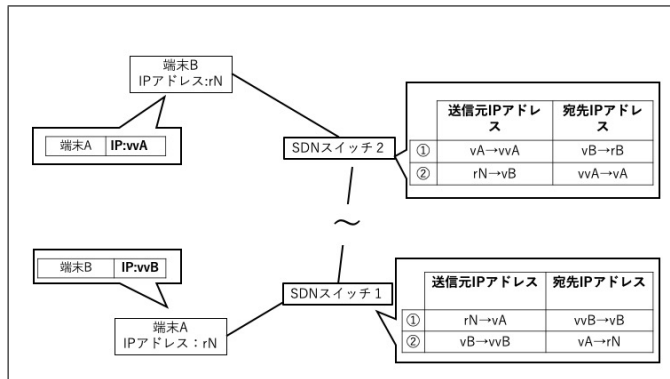 端末B
IPアドレス:rN
端末A IP:vvA
SDNスイッチ2
送信元IPアドレ
ス
宛先IPアドレ
ス
① vA→vvA vB→rB
② rN→vB vvA→vA
～
端末B IP:vvB
SDNスイッチ1
端末A
IPアドレス：rN
送信元IPアドレス 宛先IPアドレス
① rN→vA vvB→vB
② vB→vvB vA→rN